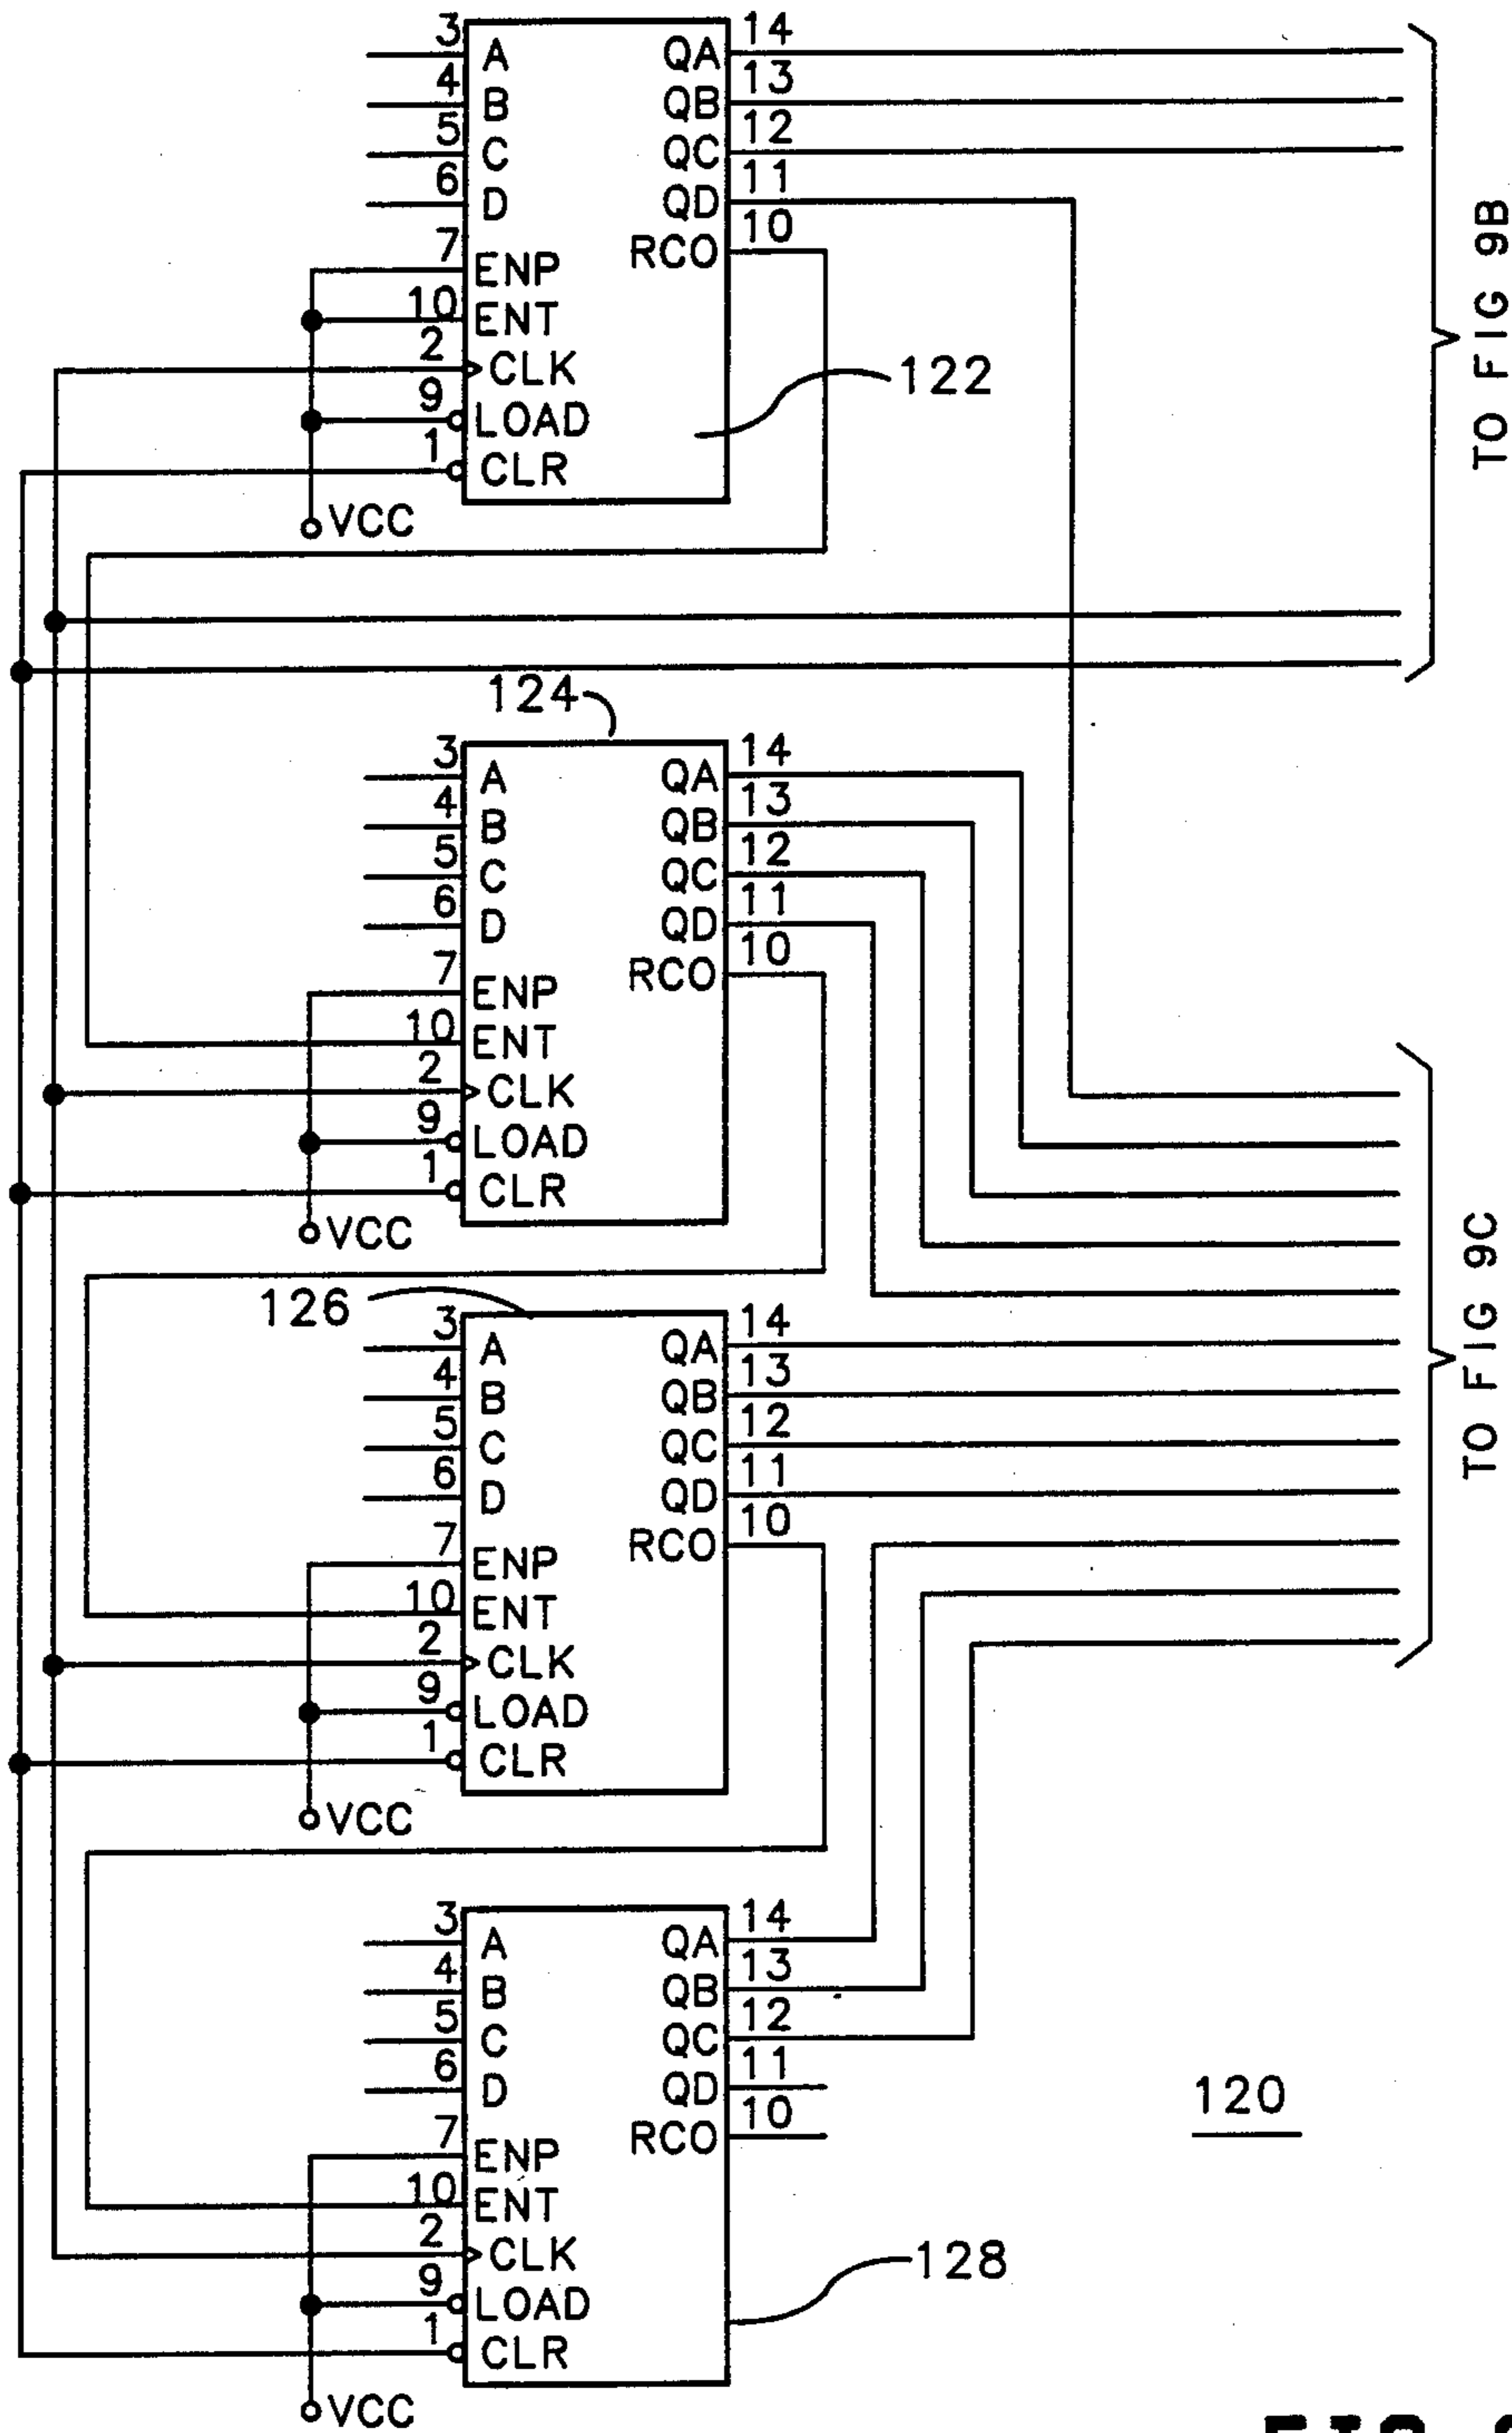 3 A QA 14
4 B QB 13
5 C QC 12
6 D QD 11
RCO 10
7 ENP
10 ENT
2 CLK
9 LOAD
1 CLR
VCC
122
TO FIG 9B
124
3 A QA 14
4 B QB 13
5 C QC 12
6 D QD 11
RCO 10
7 ENP
10 ENT
2 CLK
9 LOAD
1 CLR
VCC
126
TO FIG 9C
3 A QA 14
4 B QB 13
5 C QC 12
6 D QD 11
RCO 10
7 ENP
10 ENT
2 CLK
9 LOAD
1 CLR
VCC
3 A QA 14
4 B QB 13
5 C QC 12
6 D QD 11
RCO 10
7 ENP
10 ENT
2 CLK
9 LOAD
1 CLR
VCC
120
128